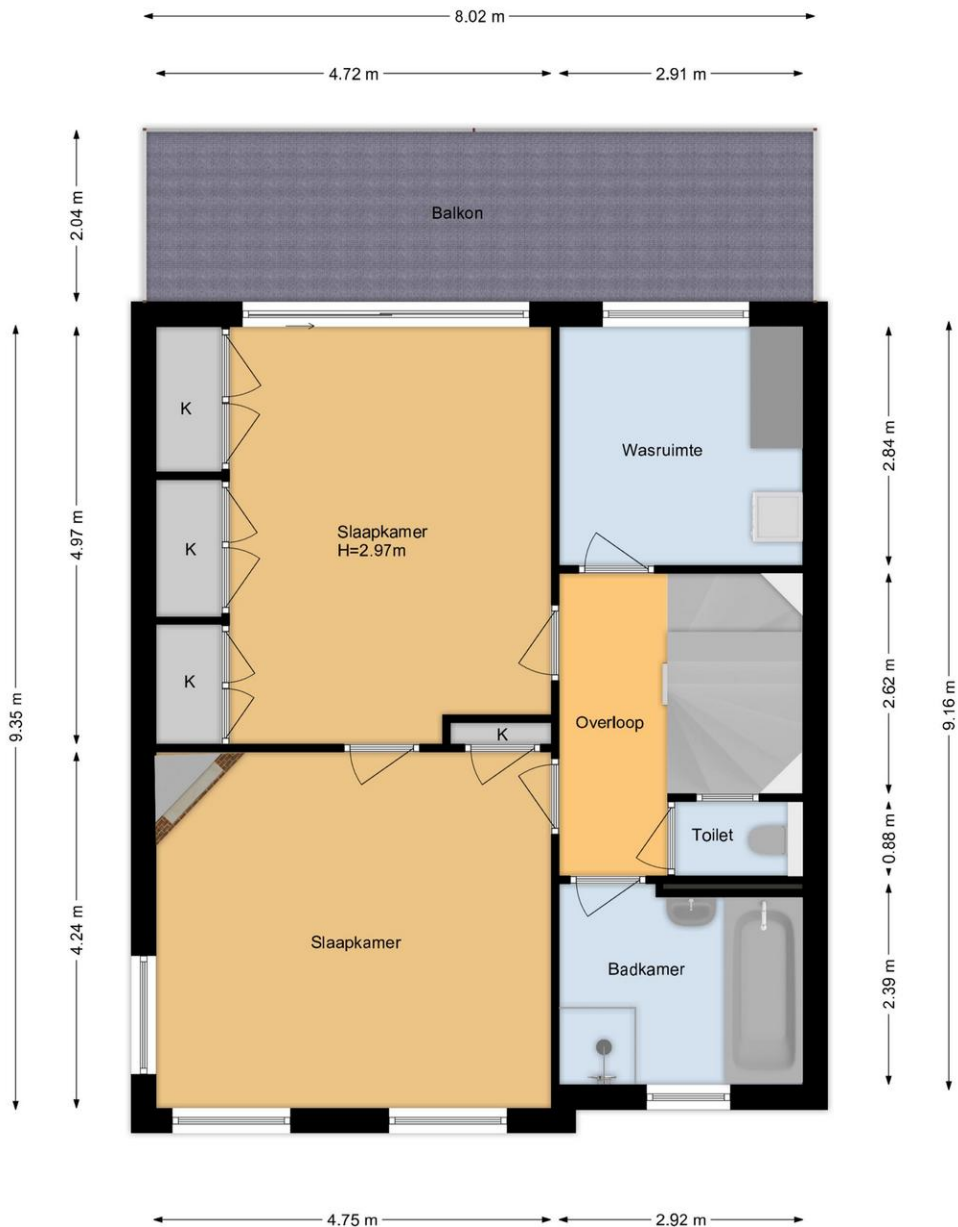 8.02 m
4.72 m
2.91 m
2.04 m
Balkon
K
Wasruimte
2.84 m
Slaapkamer
H=2.97m
K
4.97 m
K
2.62 m
9.35 m
9.16 m
Overloop
K
Toilet
0.88 m
Slaapkamer
4.24 m
Badkamer
2.39 m
4.75 m
2.92 m